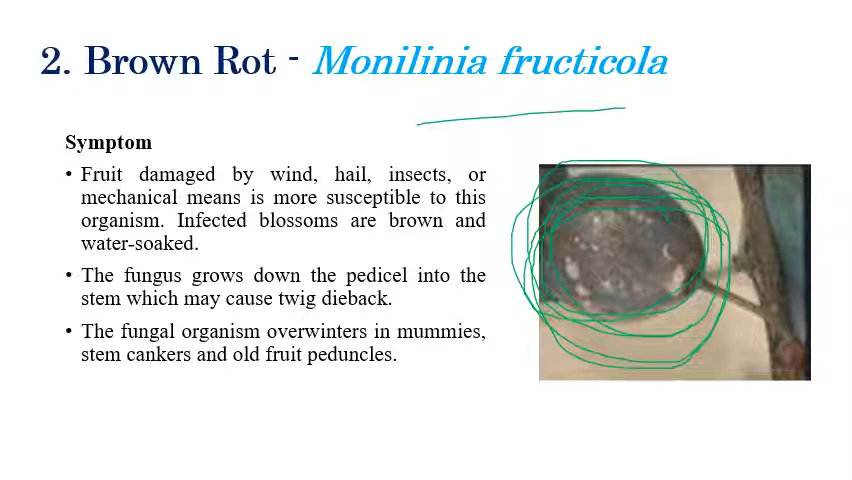 2. Brown Rot - Monilinia fructicola
Symptom
• Fruit damaged by wind, hail, insects, or
mechanical means is more susceptible to this
organism. Infected blossoms are brown and
water-soaked.
• The fungus grows down the pedicel into the
stem which may cause twig dieback.
• The fungal organism overwinters in mummies,
stem cankers and old fruit peduncles.